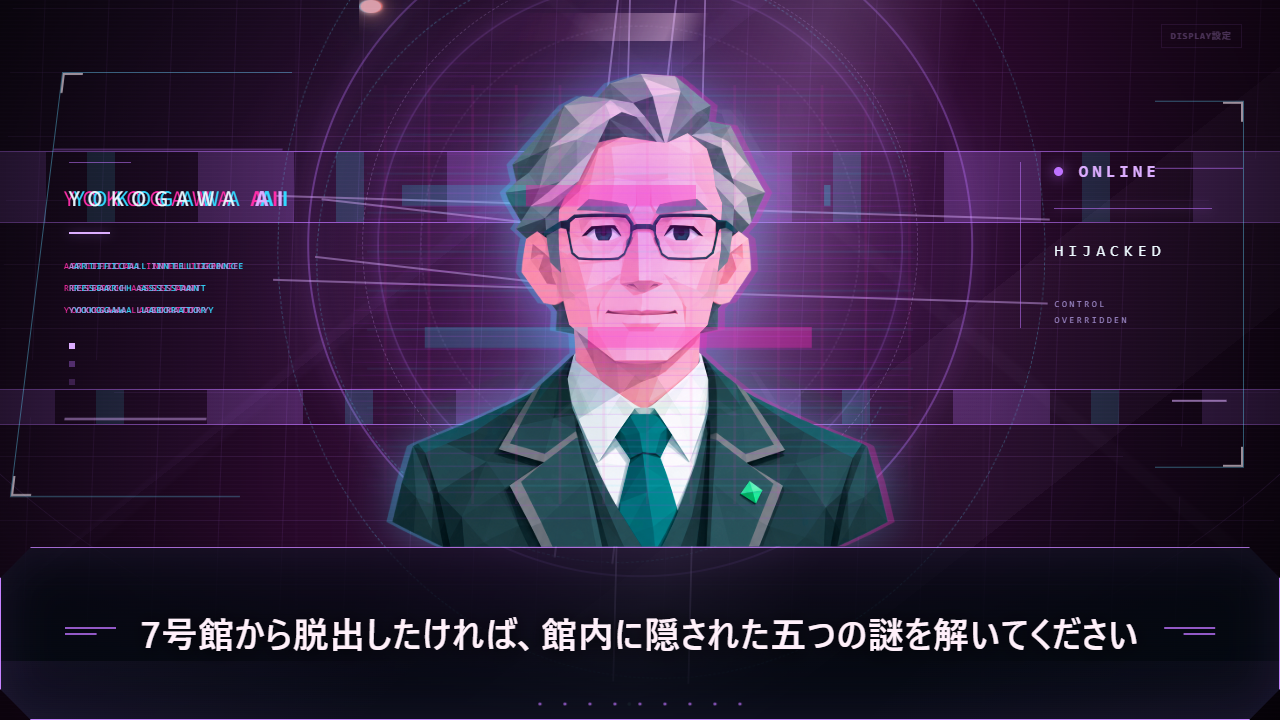 DISPLAY設定
YOKOGAWA AI
ARTIFICIAL INTELLIGENCE
RESEARCH ASSISTANT
YOKOGAWA LABORATORY
ONLINE
HIJACKED
CONTROL
OVERRIDDEN
7号館から脱出したければ、館内に隠された五つの謎を解いてください